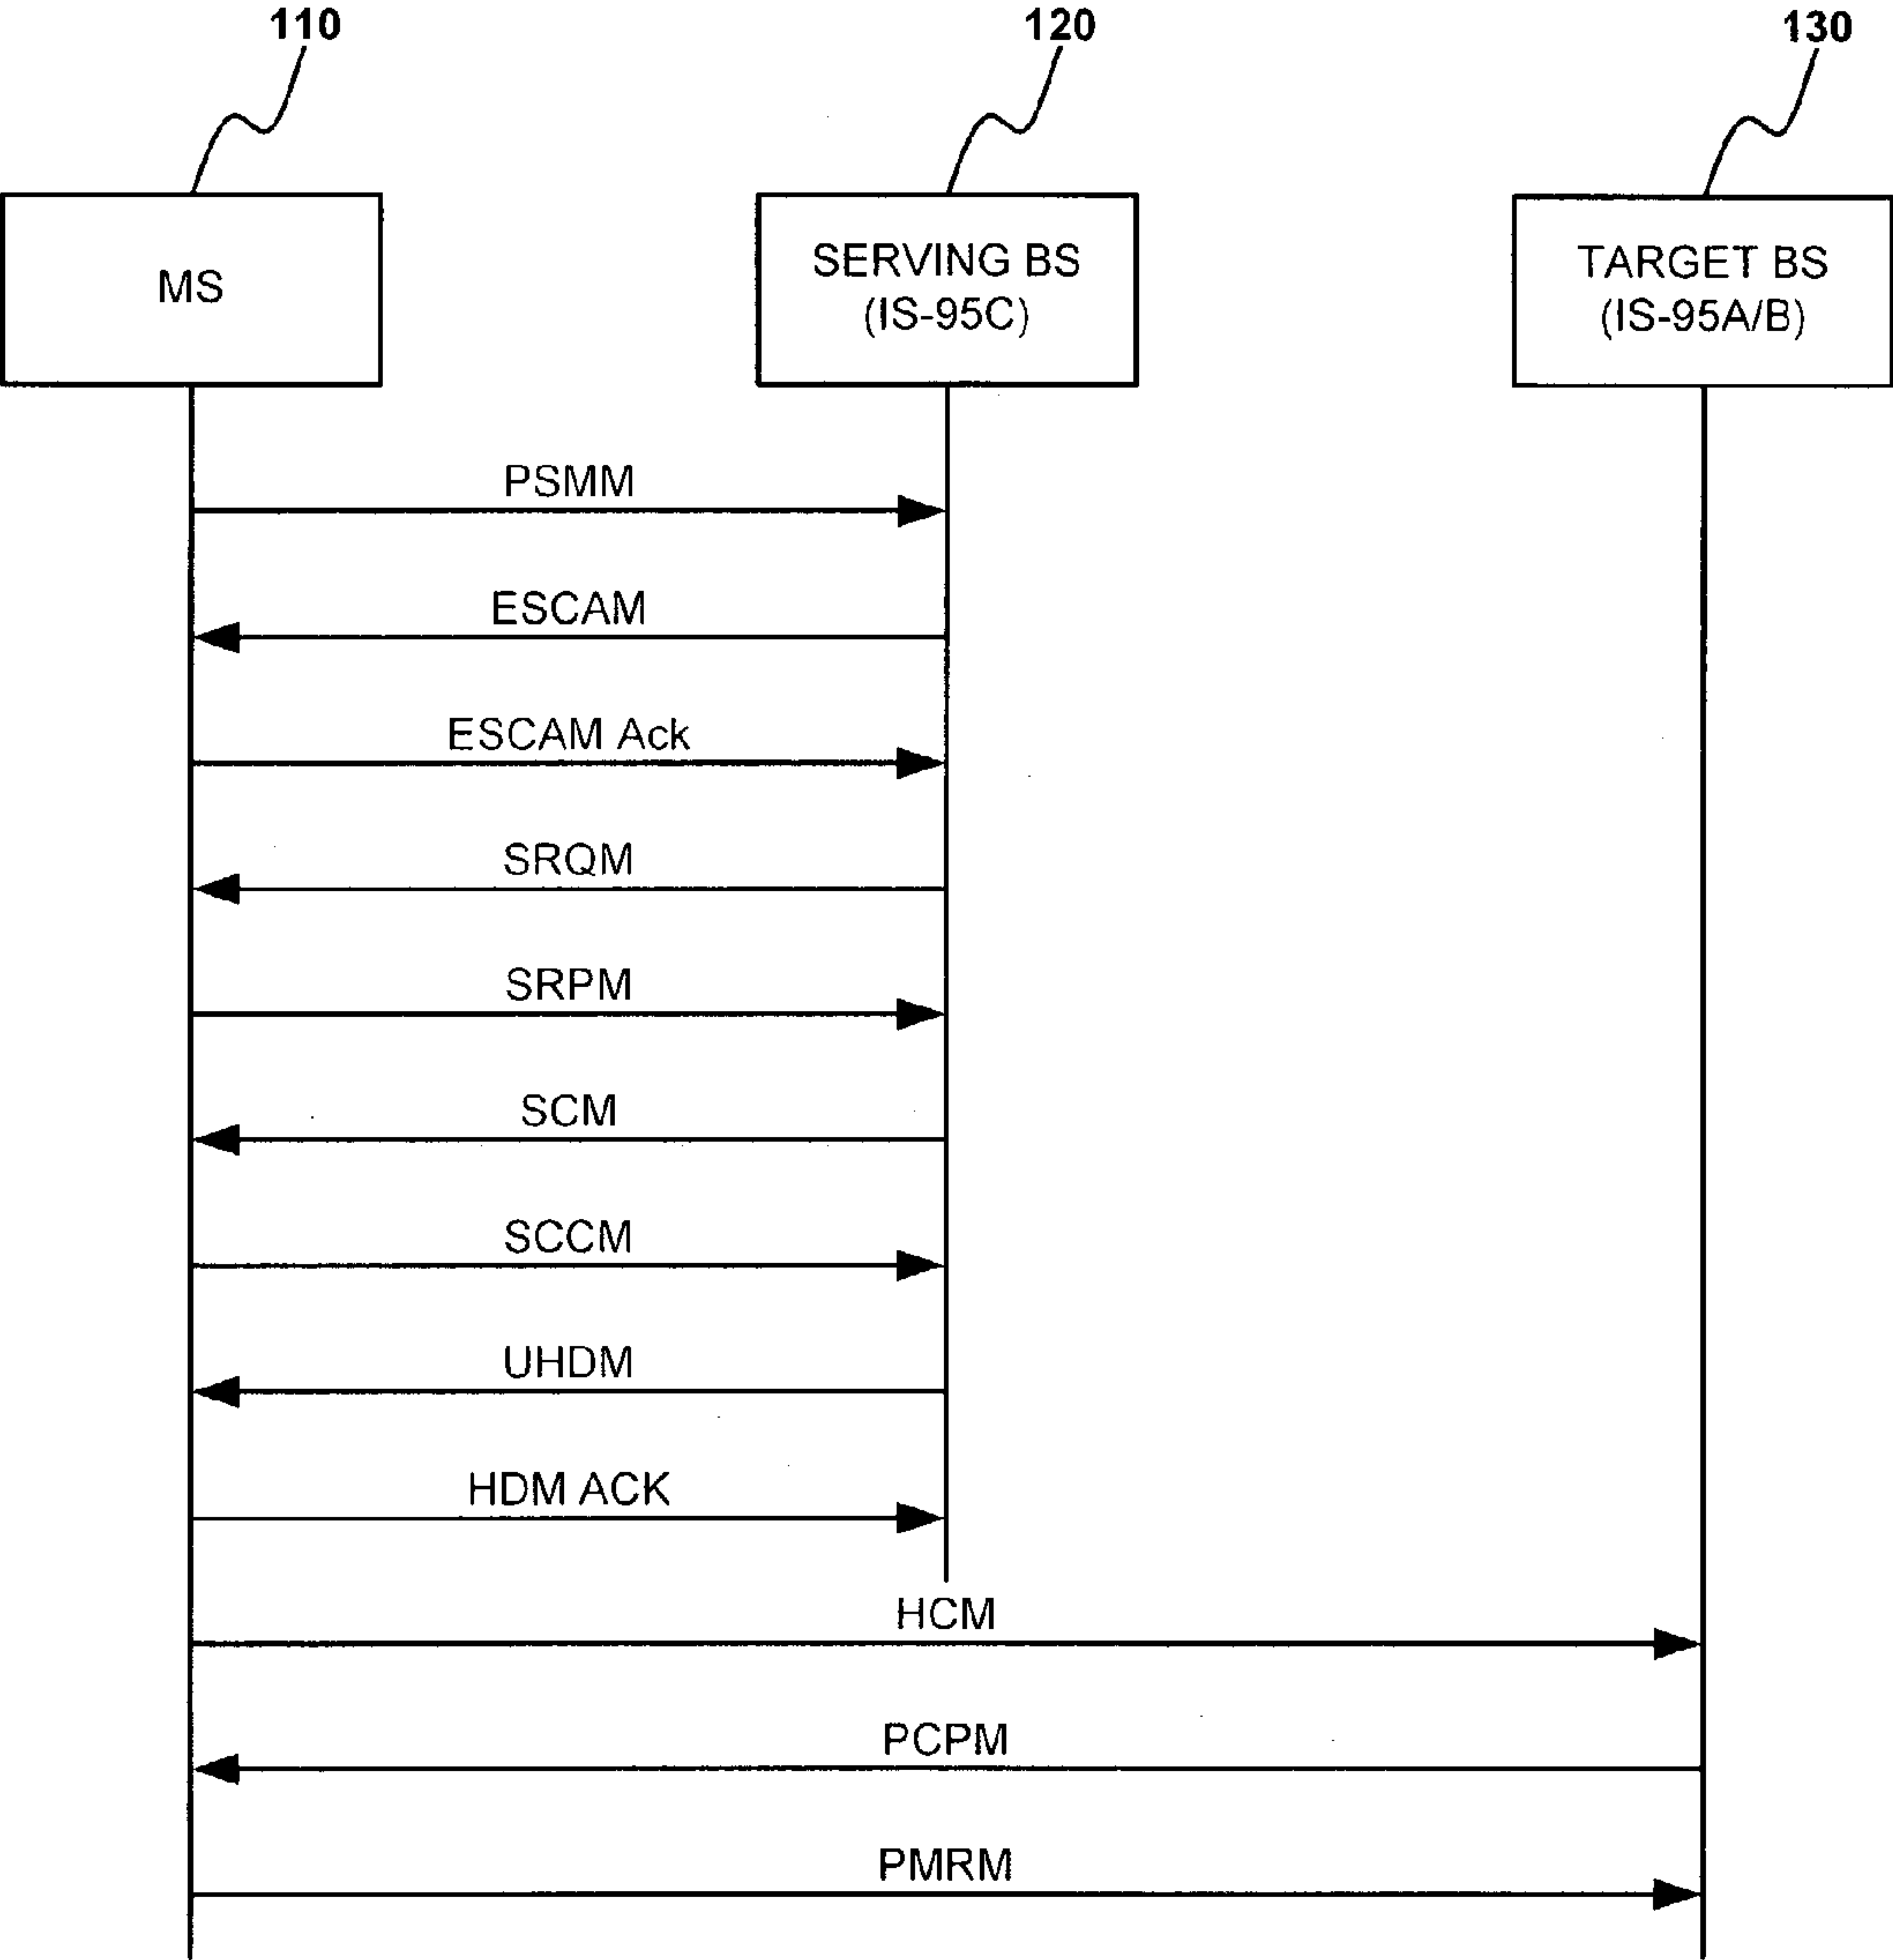 110
120
130
MS
SERVING BS
(IS-95C)
TARGET BS
(IS-95A/B)
PSMM
ESCAM
ESCAM Ack
SRQM
SRPM
SCM
SCCM
UHDM
HDM ACK
HCM
PCPM
PMRM